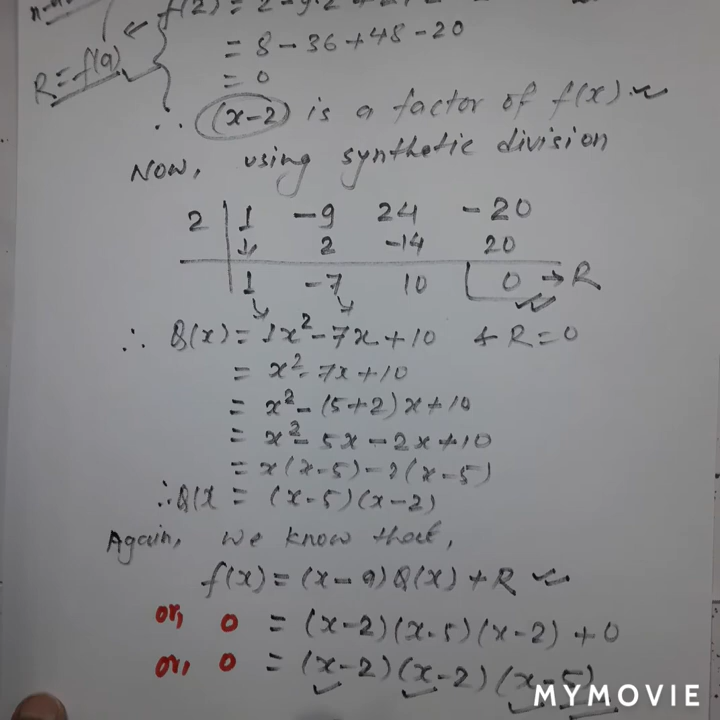 = 8 - 36 + 48 - 20
R = f(a)
= 0
∴ (x-2) is a factor of f(x)
Now, using synthetic division
2 | 1 -9 24 -20
↓ 2 -14 20
1 -7 10 | 0 → R
∴ Q(x) = 1x² - 7x + 10 & R = 0
= x² - 7x + 10
= x² - (5+2)x + 10
= x² - 5x - 2x + 10
= x(x-5) - 2(x-5)
∴ Q(x = (x-5)(x-2)
Again, we know that,
f(x) = (x-a)Q(x) + R
or, 0 = (x-2)(x-5)(x-2) + 0
or, 0 = (x-2)(x-2)(x-5)
MYMOVIE